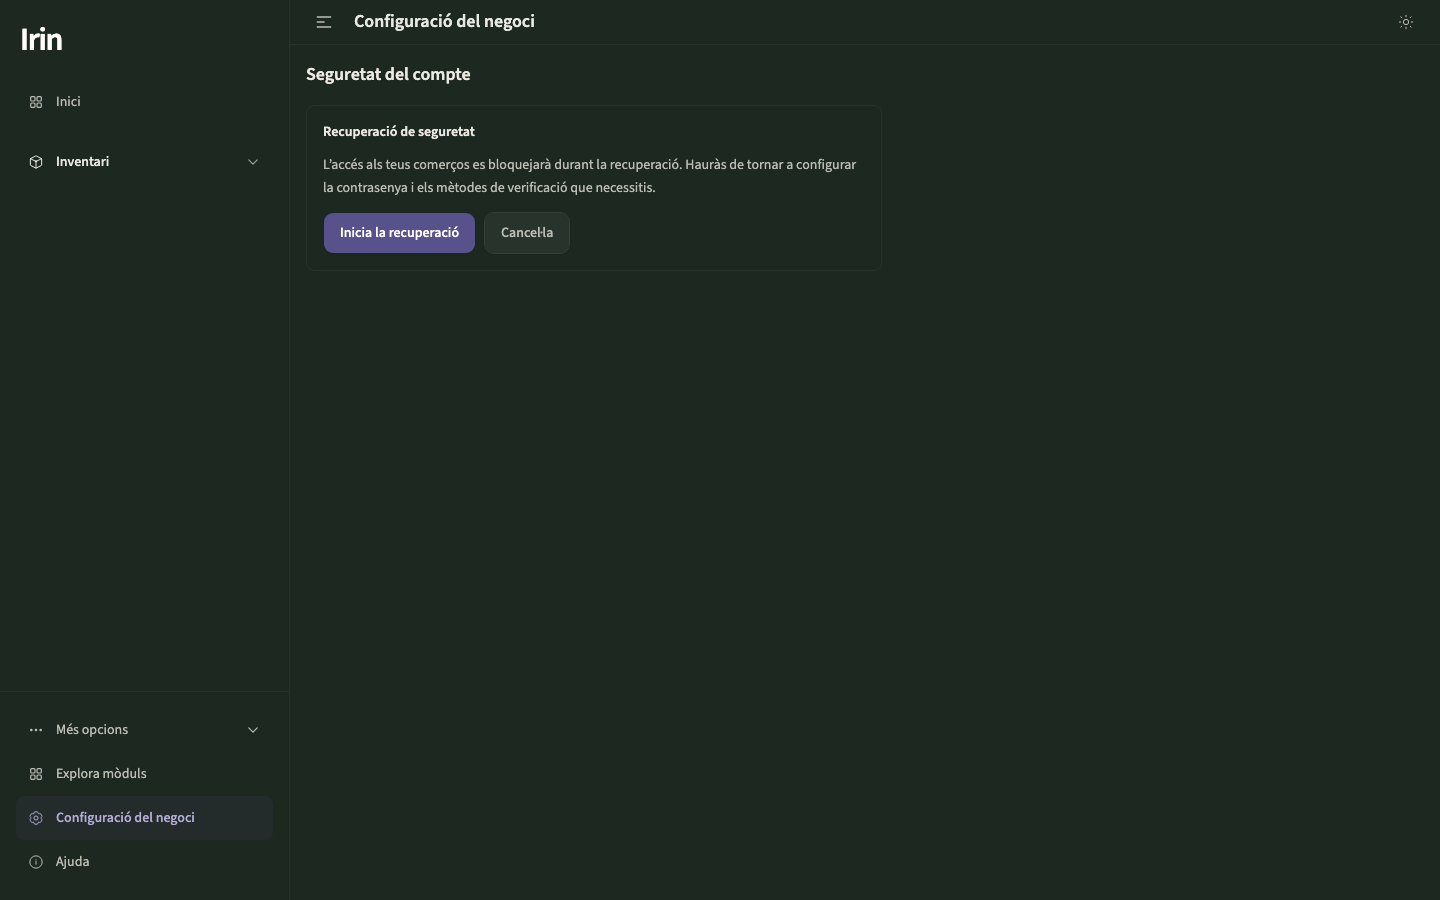 Irin
Inici
Inventari
Més opcions
Explora mòduls
Configuració del negoci
Ajuda
Configuració del negoci
Seguretat del compte
Recuperació de seguretat
L’accés als teus comerços es bloquejarà durant la recuperació. Hauràs de tornar a configurar
la contrasenya i els mètodes de verificació que necessitis.
Inicia la recuperació
Cancel·la